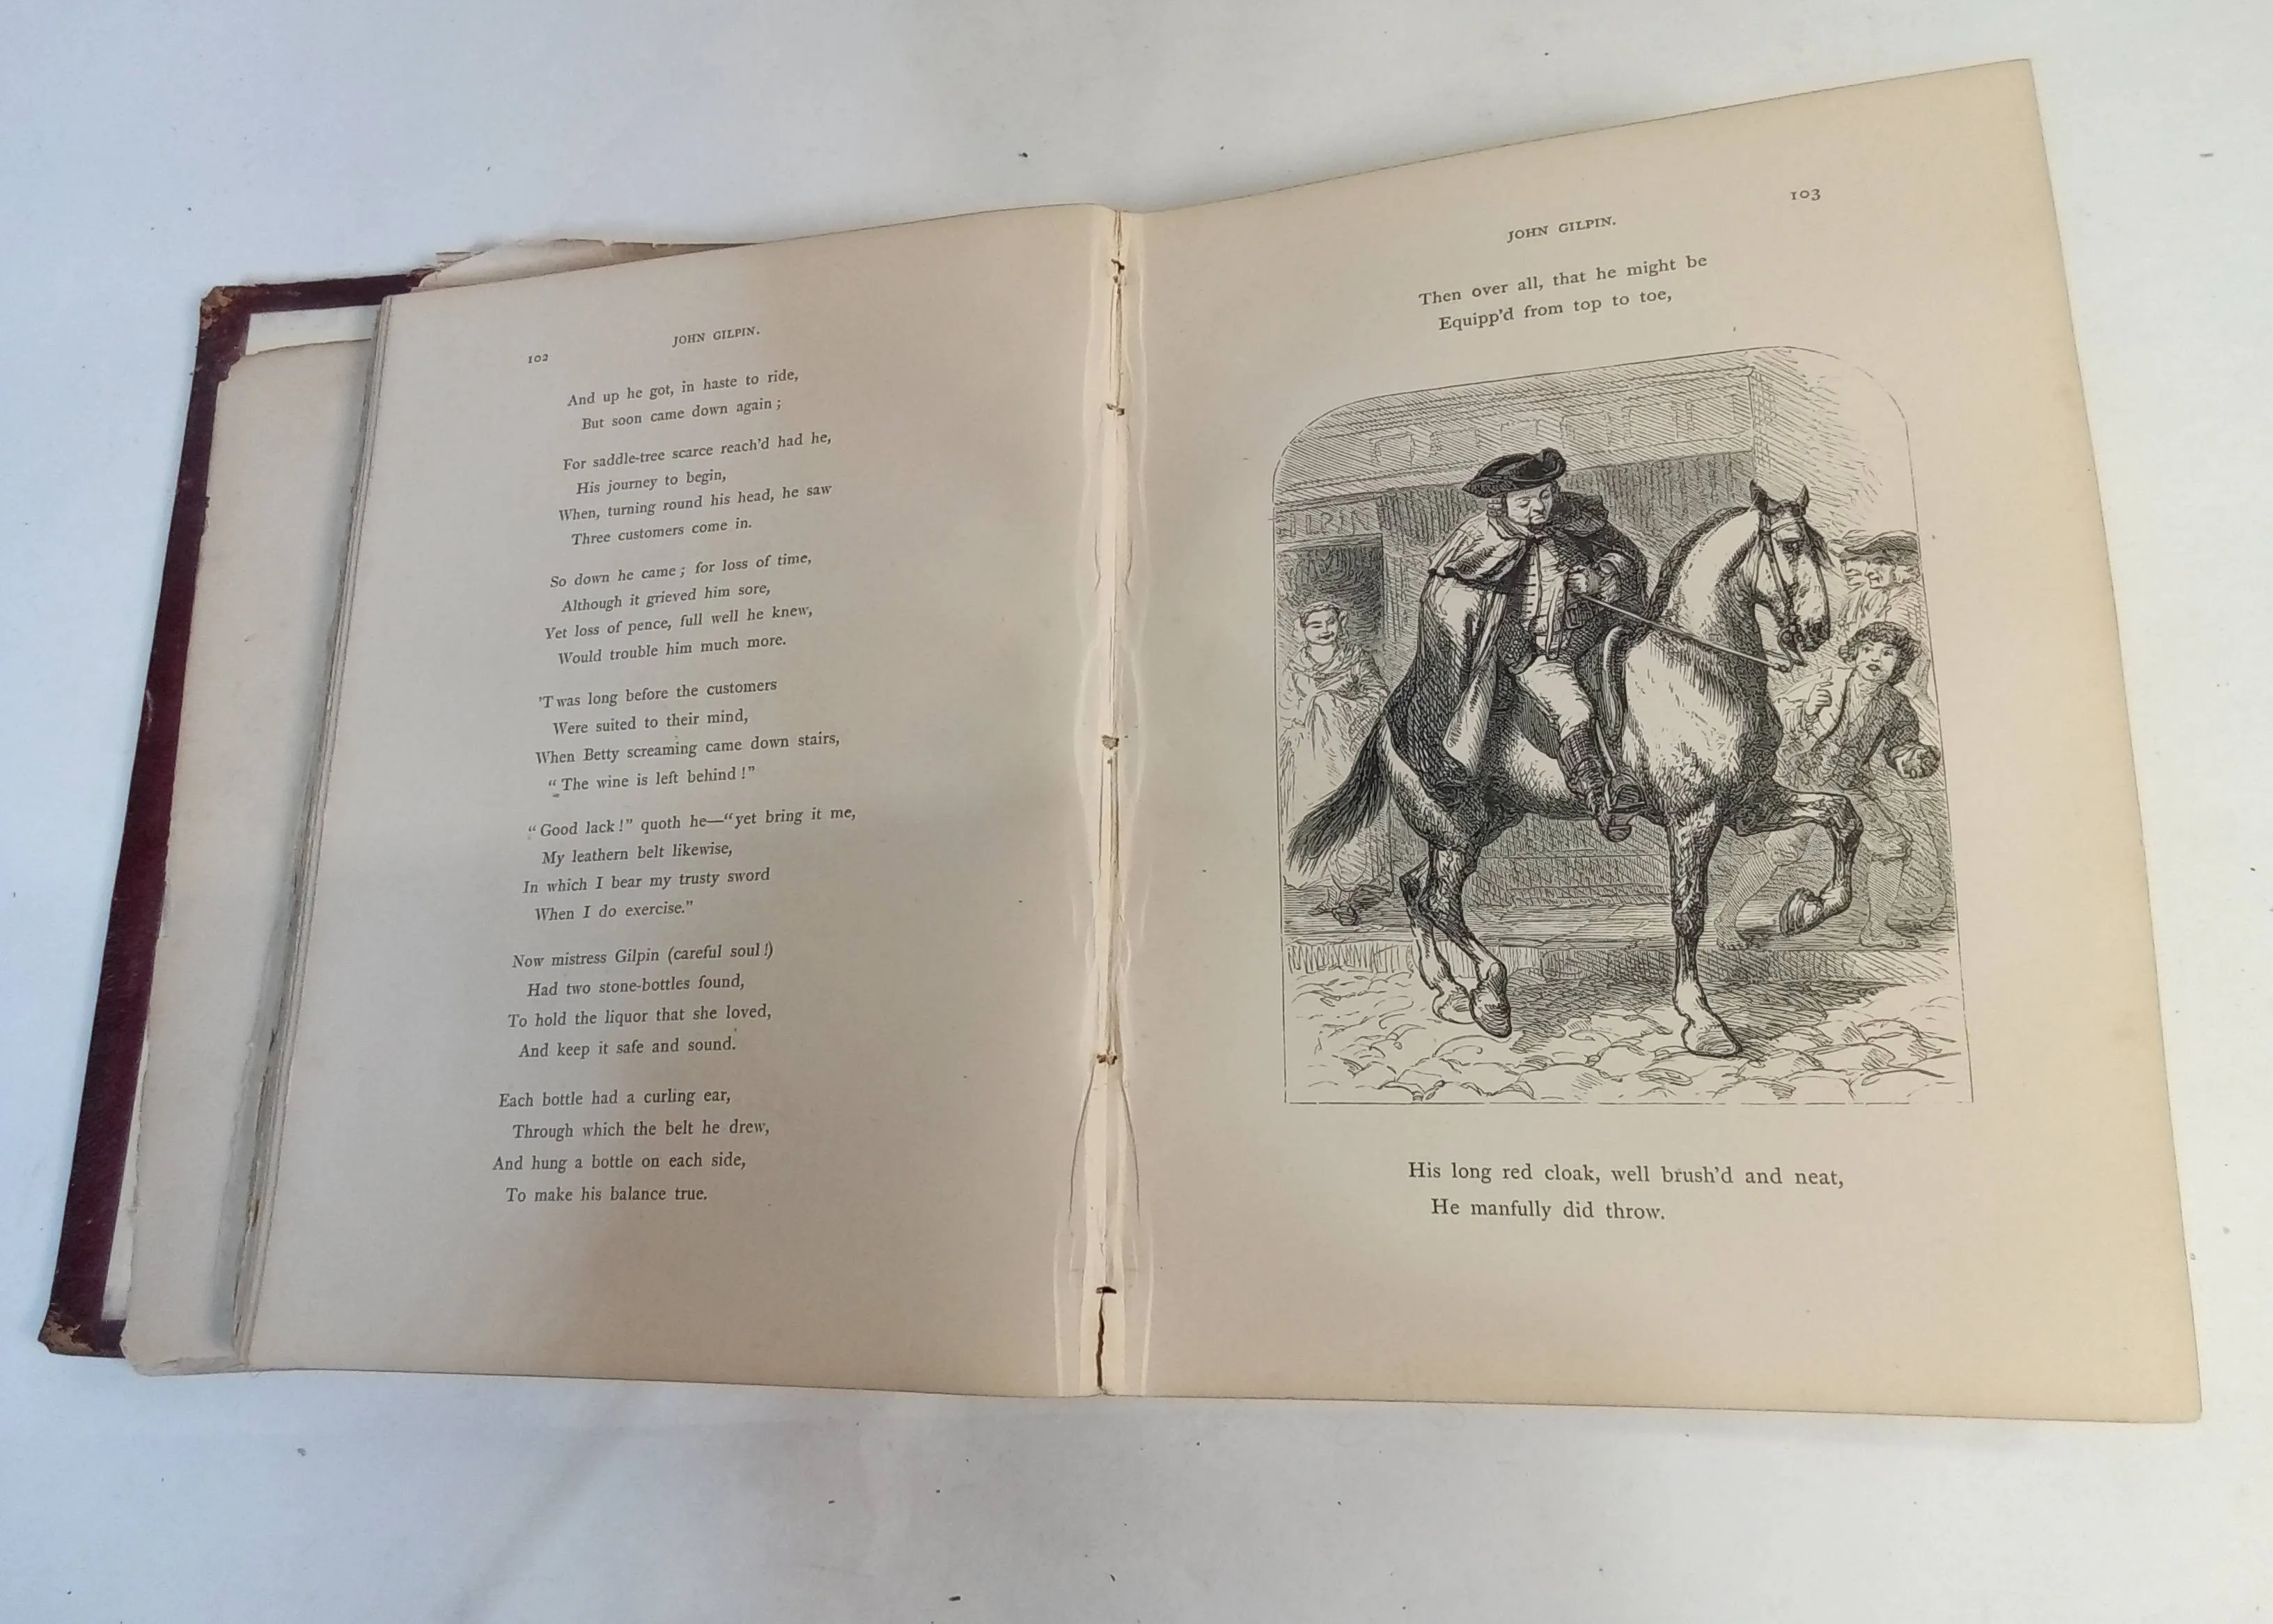 102
JOHN GILPIN.
And up he got, in haste to ride,
But soon came down again ;
For saddle-tree scarce reach'd had he,
His journey to begin,
When, turning round his head, he saw
Three customers come in.
So down he came ; for loss of time,
Although it grieved him sore,
Yet loss of pence, full well he knew,
Would trouble him much more.
'T was long before the customers
Were suited to their mind,
When Betty screaming came down stairs,
“ The wine is left behind !”
“ Good lack !” quoth he—“yet bring it me,
My leathern belt likewise,
In which I bear my trusty sword
When I do exercise.”
Now mistress Gilpin (careful soul !)
Had two stone-bottles found,
To hold the liquor that she loved,
And keep it safe and sound.
Each bottle had a curling ear,
Through which the belt he drew,
And hung a bottle on each side,
To make his balance true.
103
JOHN GILPIN.
Then over all, that he might be
Equipp'd from top to toe,
GILPIN
His long red cloak, well brush'd and neat,
He manfully did throw.